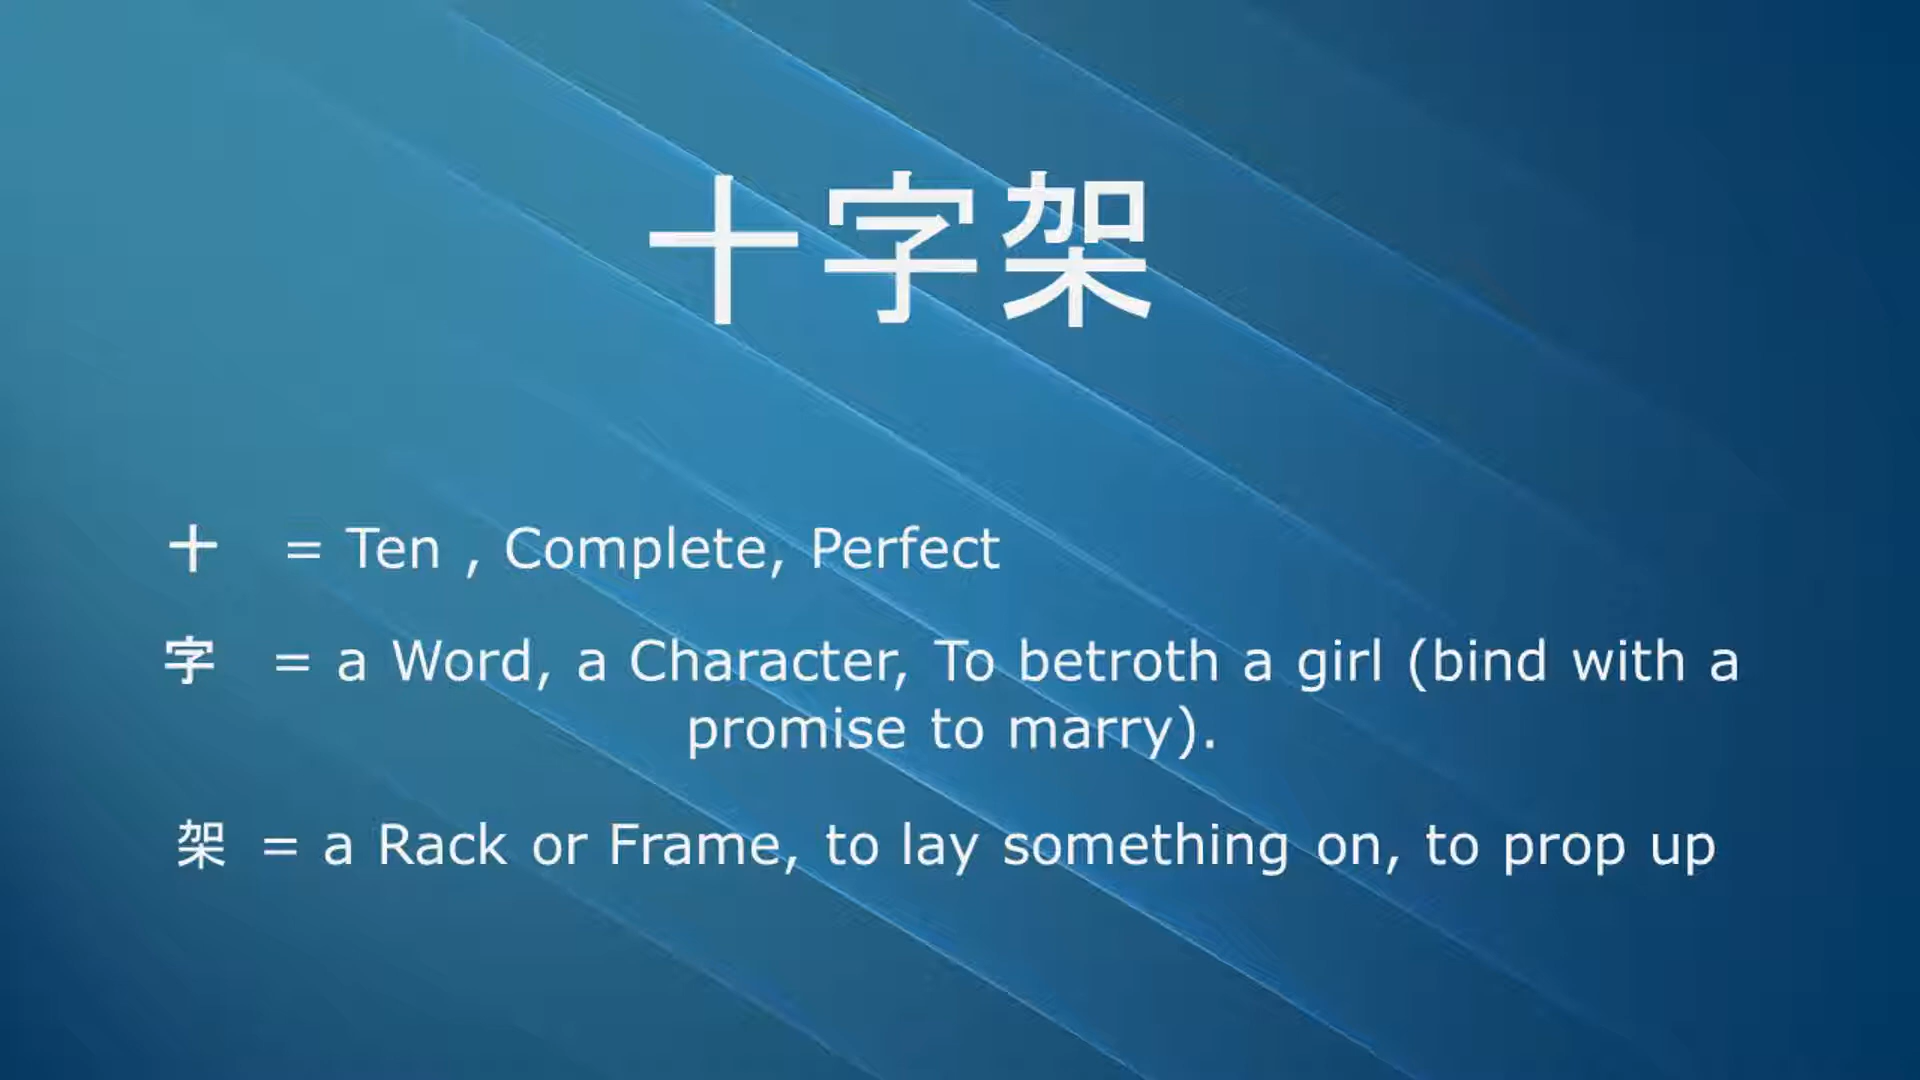 十字架
十 = Ten , Complete, Perfect
字 = a Word, a Character, To betroth a girl (bind with a
promise to marry).
架 = a Rack or Frame, to lay something on, to prop up